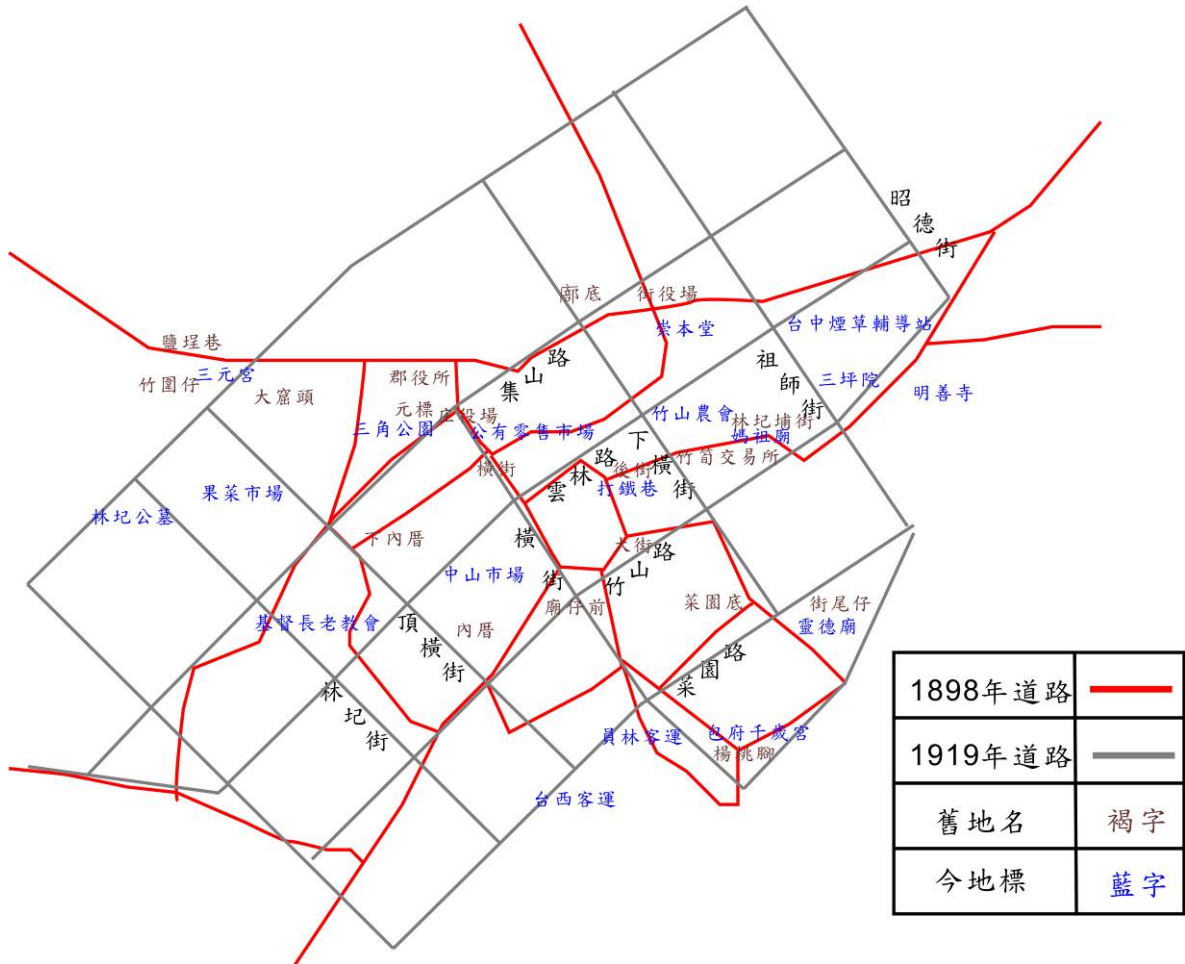 昭德街
廍底
街役場
崇本堂
台中煙草輔導站
鹽埕巷
三元宮
竹圍仔
大窟頭
郡役所
集山路
祖師街
三坪院
明善寺
元標
庄役場
三角公園
公有零售市場
竹山農會
林圮埔街
媽祖廟
下橫街
竹筍交易所
橫街
雲林路
後街
打鐵巷
果菜市場
林圮公墓
下內厝
橫街
大街
竹山路
中山市場
廟仔前
菜園底
街尾仔
靈德廟
基督長老教會
頂橫街
內厝
菜園路
林圮街
員林客運
包府千歲宮
楊桃腳
台西客運
1898年道路
1919年道路
舊地名 褐字
今地標 藍字